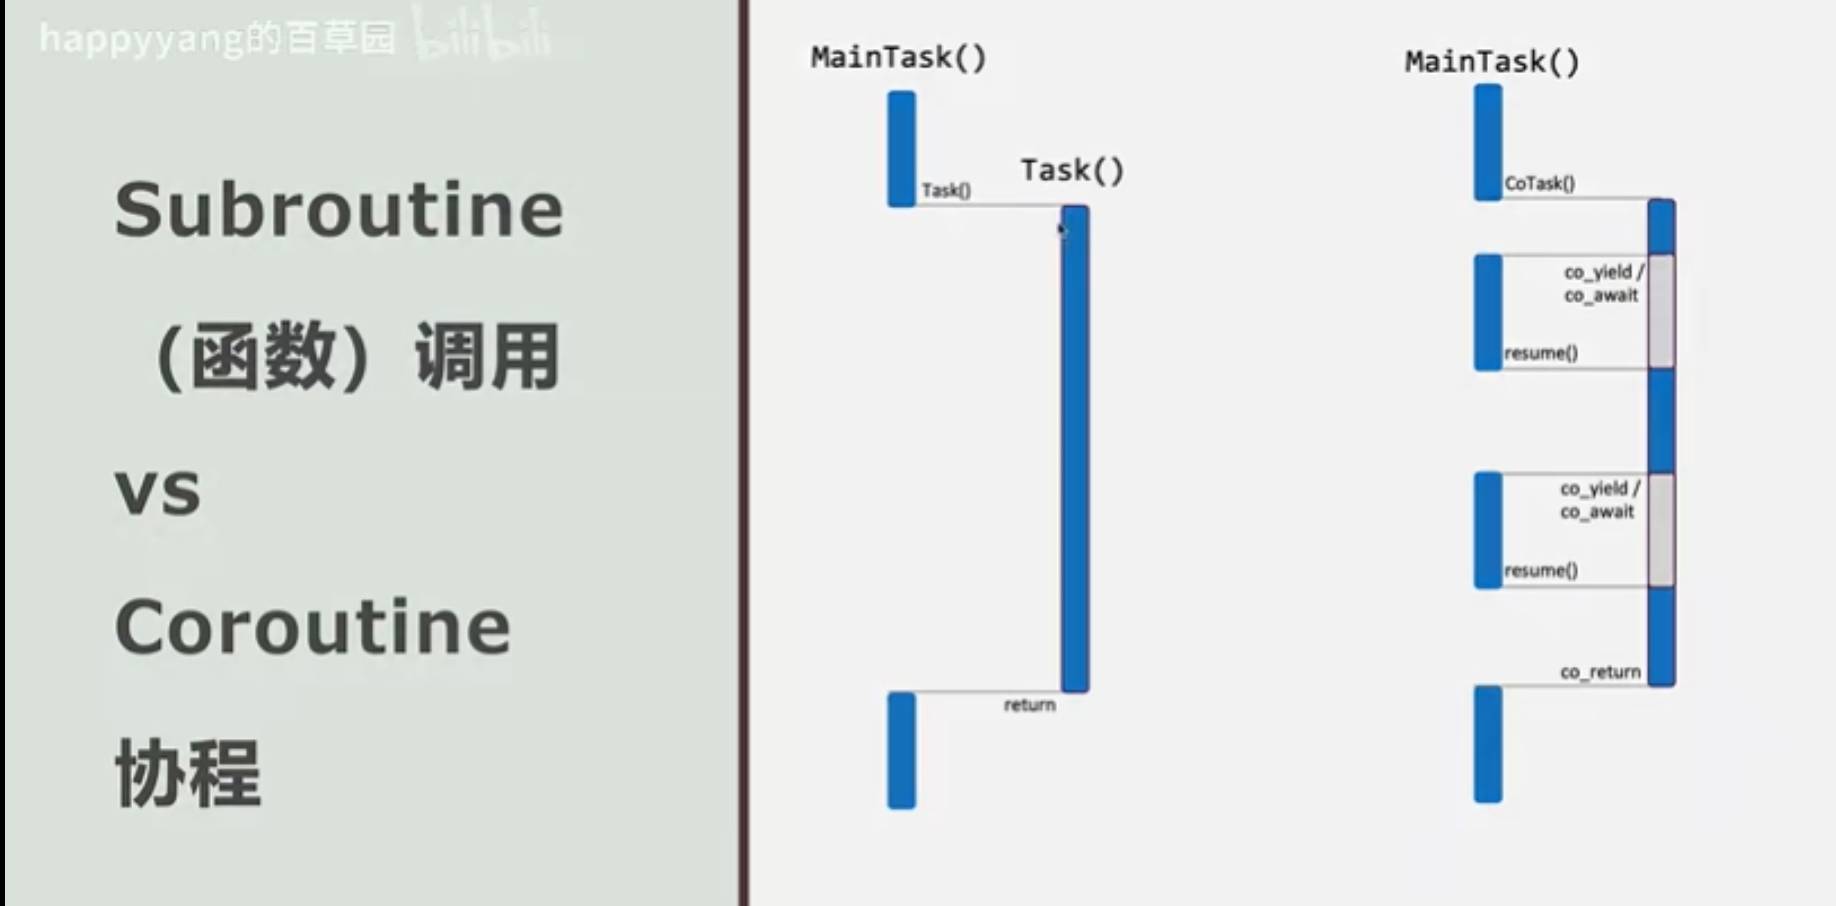 happyyang的百草园 bilibili
Subroutine
（函数）调用
vs
Coroutine
协程
MainTask()
Task()
Task()
return
MainTask()
CoTask()
co_yield /
co_await
resume()
co_yield /
co_await
resume()
co_return